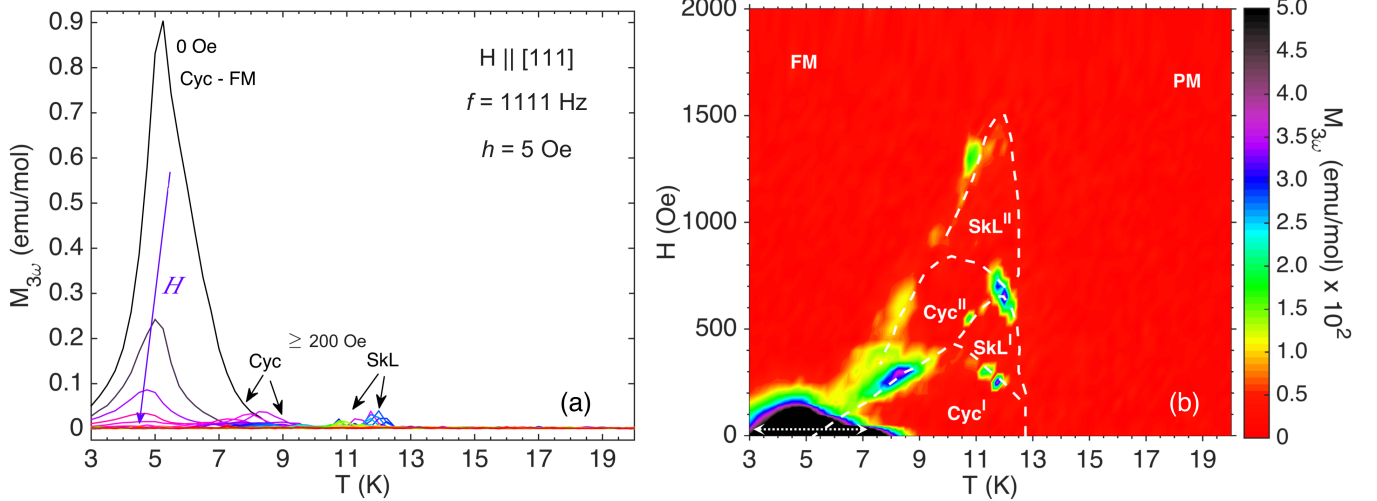 0.9
0.8
0.7
0.6
0.5
0.4
0.3
0.2
0.1
0
M3ω (emu/mol)
0 Oe
Cyc - FM
H || [111]
f = 1111 Hz
h = 5 Oe
H
≥ 200 Oe
Cyc
SkL
(a)
3 5 7 9 11 13 15 17 19
T (K)
2000
1500
1000
500
0
H (Oe)
FM
PM
SkLII
CycII
SkLI
CycI
(b)
3 5 7 9 11 13 15 17 19
T (K)
5.0
4.5
4.0
3.5
3.0
2.5
2.0
1.5
1.0
0.5
0
M3ω (emu/mol) x 102